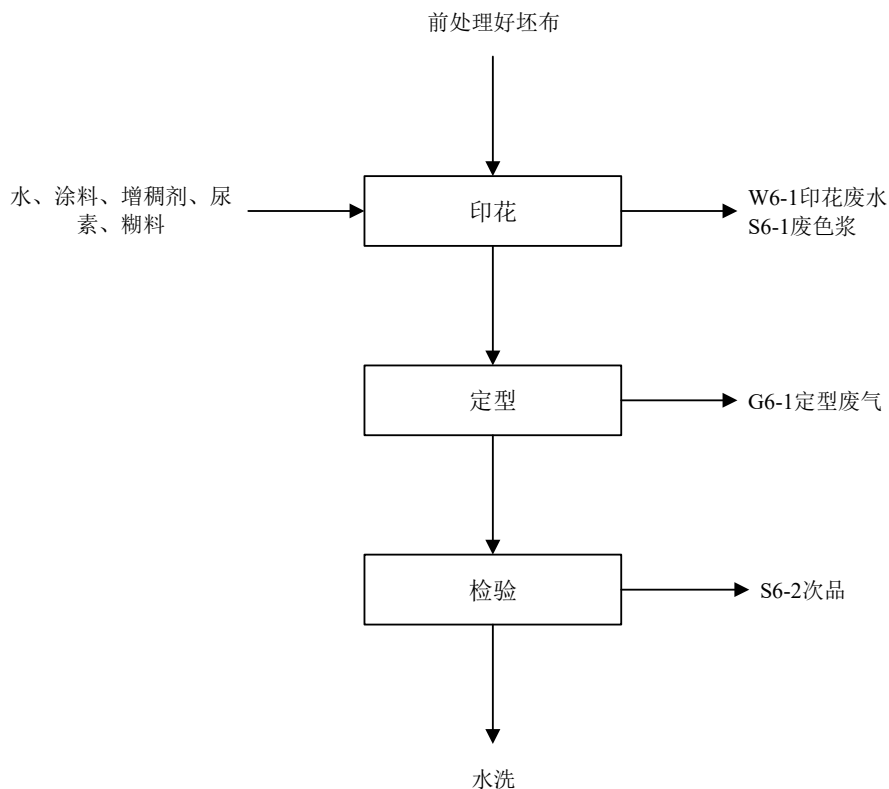 前处理好坯布
水、涂料、增稠剂、尿
素、糊料
印花
W6-1印花废水
S6-1废色浆
定型
G6-1定型废气
检验
S6-2次品
水洗